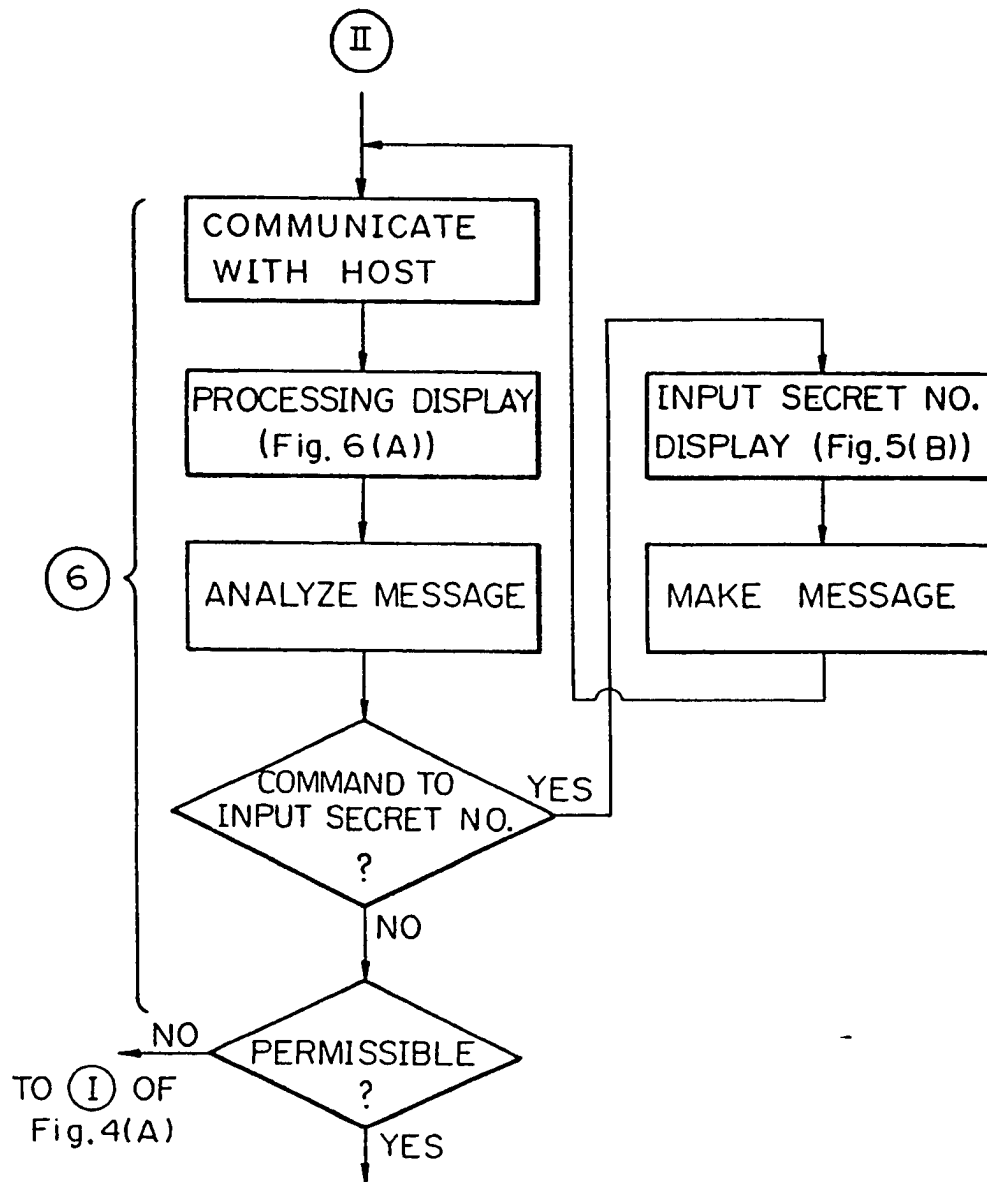 II
COMMUNICATE
WITH HOST
PROCESSING DISPLAY
(Fig. 6(A))
ANALYZE MESSAGE
6
COMMAND TO
INPUT SECRET NO.
?
YES
INPUT SECRET NO.
DISPLAY (Fig. 5(B))
MAKE MESSAGE
NO
PERMISSIBLE
?
NO
TO I OF
Fig. 4(A)
YES